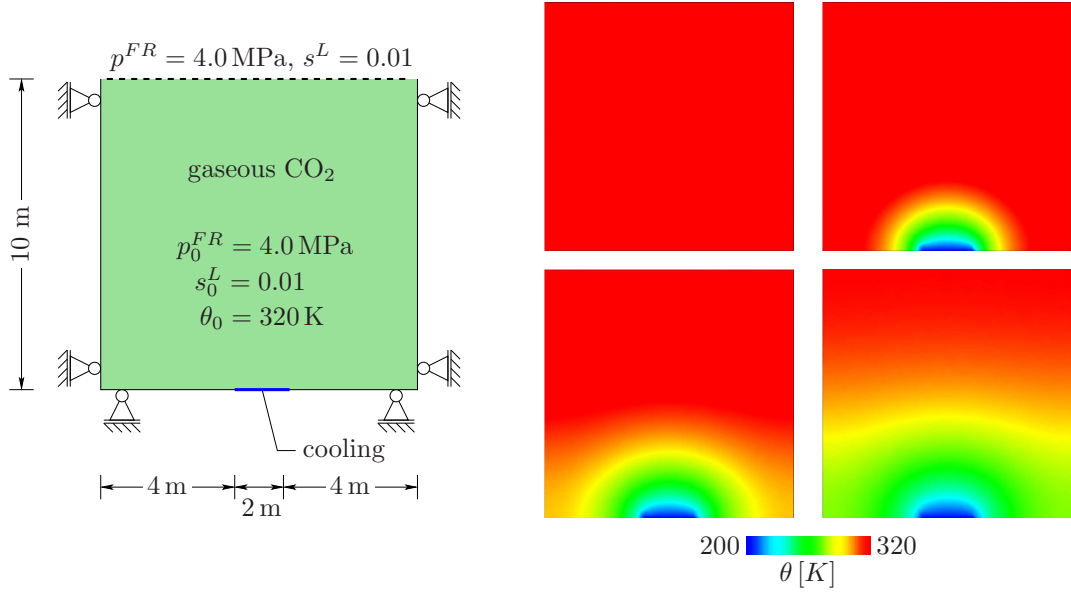 p^{FR} = 4.0 MPa, s^L = 0.01
gaseous CO₂
10 m
p_0^{FR} = 4.0 MPa
s_0^L = 0.01
θ_0 = 320 K
cooling
4 m
2 m
4 m
200
320
θ [K]